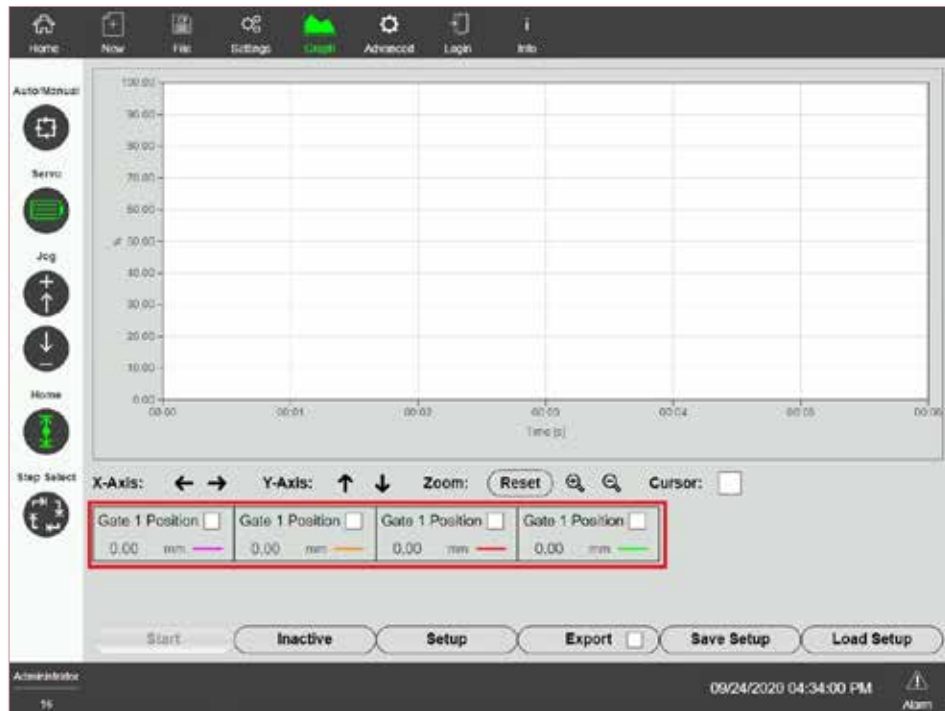 Home New File Settings Graph Advanced Login Info
Auto/Manual
Servo
Jog
Home
Step Select
100.00
90.00
80.00
70.00
60.00
% 50.00
40.00
30.00
20.00
10.00
0.00
00:00 00:01 00:02 00:03 00:04 00:05 00:06
Time [s]
X-Axis: Y-Axis: Zoom: Reset Cursor:
Gate 1 Position Gate 1 Position Gate 1 Position Gate 1 Position
0.00 mm 0.00 mm 0.00 mm 0.00 mm
Start Inactive Setup Export Save Setup Load Setup
Administrator
16
09/24/2020 04:34:00 PM
Alarm